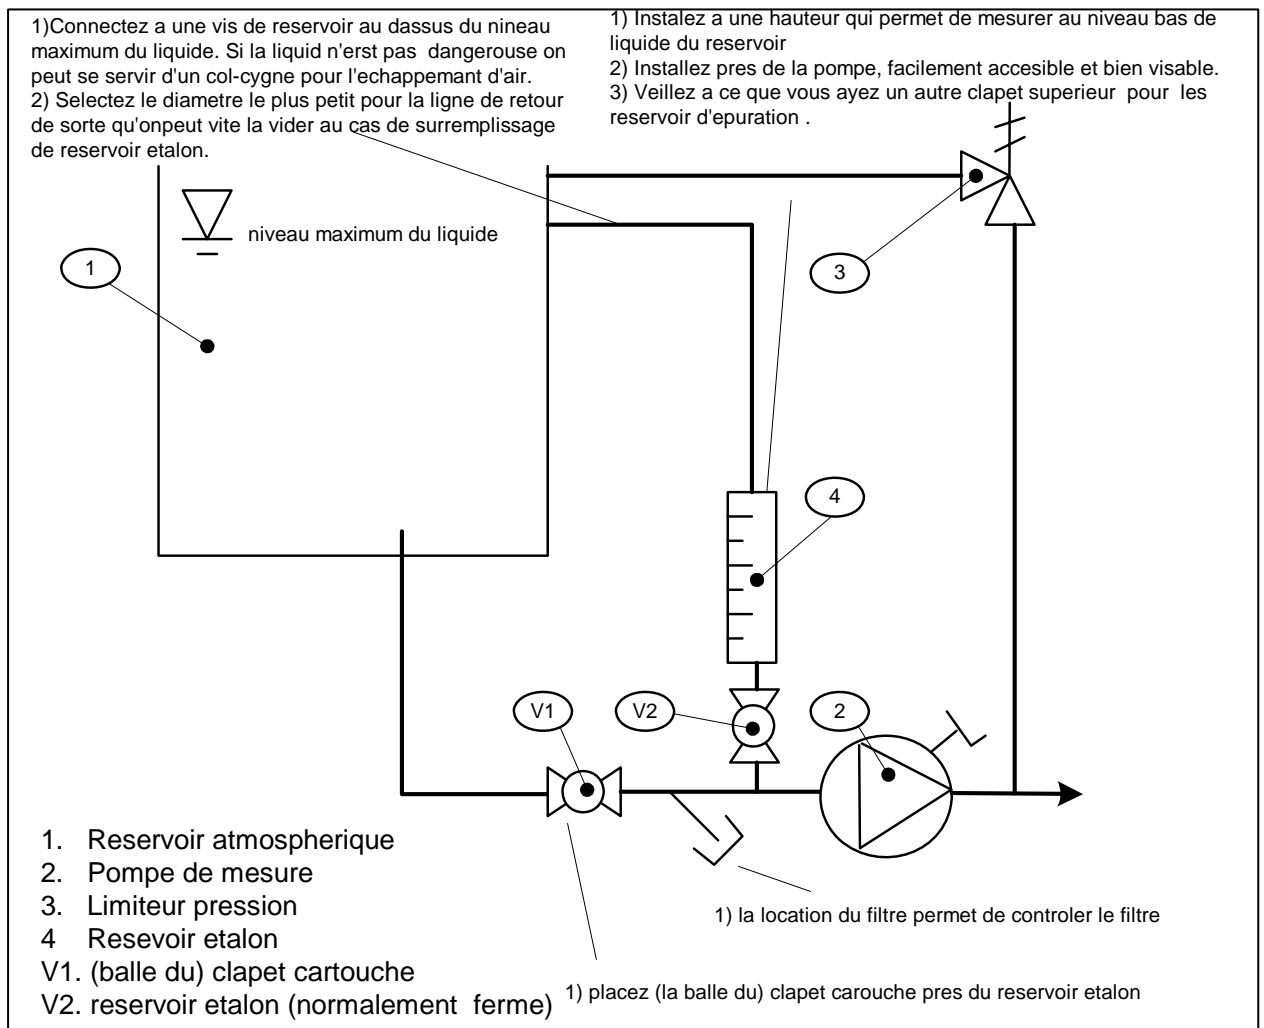 1)Connectez a une vis de reservoir au dassus du nineau
maximum du liquide. Si la liquid n'erst pas dangerouse on
peut se servir d'un col-cygne pour l'echappemant d'air.
2) Selectez le diametre le plus petit pour la ligne de retour
de sorte qu'onpeut vite la vider au cas de surremplissage
de reservoir etalon.
1) Instalez a une hauteur qui permet de mesurer au niveau bas de
liquide du reservoir
2) Installez pres de la pompe, facilement accesible et bien visable.
3) Veillez a ce que vous ayez un autre clapet superieur pour les
reservoir d'epuration .
niveau maximum du liquide
1
3
4
V1
V2
2
1. Reservoir atmospherique
2. Pompe de mesure
3. Limiteur pression
4 Resevoir etalon
V1. (balle du) clapet cartouche
V2. reservoir etalon (normalement ferme)
1) la location du filtre permet de controler le filtre
1) placez (la balle du) clapet carouche pres du reservoir etalon